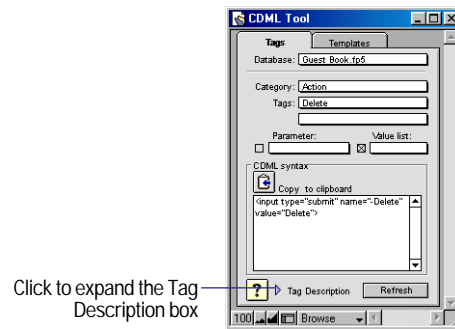 CDML Tool
Tags
Templates
Database: Guest Book.fp5
Category: Action
Tags: Delete
Parameter:
Value list:
CDML syntax
Copy to clipboard
<input type="submit" name="-Delete"
value="Delete">
? Tag Description
Refresh
Click to expand the Tag
Description box
100
Browse